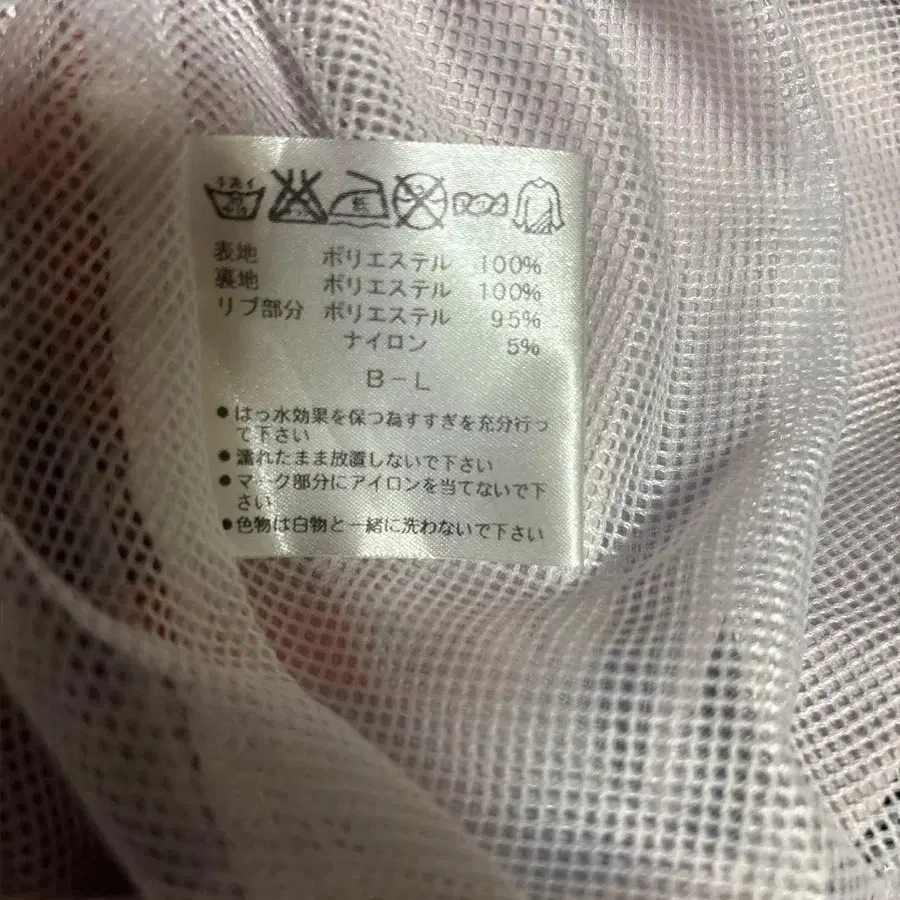 表地 ポリエステル 100%
裏地 ポリエステル 100%
リブ部分 ポリエステル 95%
ナイロン 5%
B-L
●はっ水効果を保つ為すすぎを充分行っ
て下さい
●濡れたまま放置しないで下さい
●マーク部分にアイロンを当てないで下
さい
●色物は白物と一緒に洗わないで下さい